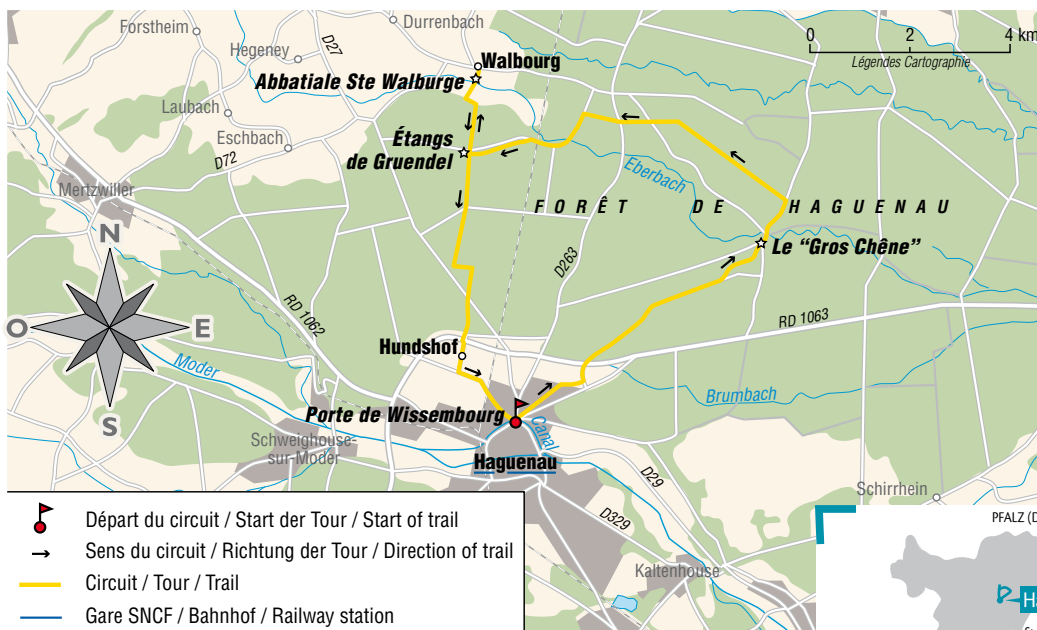 Forstheim
Durrenbach
Hegeney
D27
Walbourg
Abbatiale Ste Walburge
0 2 4 km
Légendes Cartographie
Laubach
Eschbach
D72
Étangs
de Gruendel
Mertzwiller
Eberbach
FORÊT DE HAGUENAU
Le “Gros Chêne”
D263
N
O
E
S
RD 1062
RD 1063
Moder
Hundshof
Brumbach
Porte de Wissembourg
Canal
Schweighouse-
sur-Moder
Haguenau
D29
Schirrhein
D329
Kaltenhouse
Départ du circuit / Start der Tour / Start of trail
Sens du circuit / Richtung der Tour / Direction of trail
Circuit / Tour / Trail
Gare SNCF / Bahnhof / Railway station
PFALZ (D